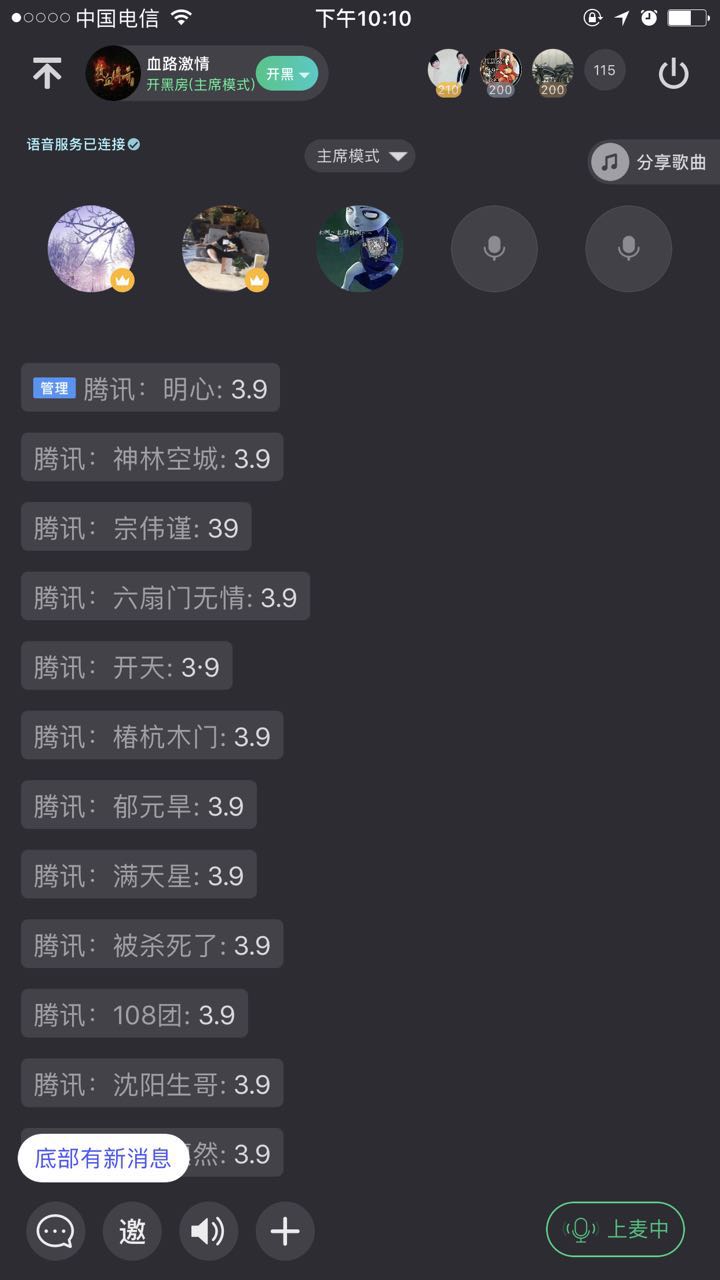 中国电信
下午10:10
血路激情
开黑房(主席模式)
开黑
210
200
200
115
语音服务已连接
主席模式
分享歌曲
管理 腾讯：明心: 3.9
腾讯：神林空城: 3.9
腾讯：宗伟谨: 39
腾讯：六扇门无情: 3.9
腾讯：开天: 3·9
腾讯：椿杭木门: 3.9
腾讯：郁元旱: 3.9
腾讯：满天星: 3.9
腾讯：被杀死了: 3.9
腾讯：108团: 3.9
腾讯：沈阳生哥: 3.9
然: 3.9
底部有新消息
邀
上麦中